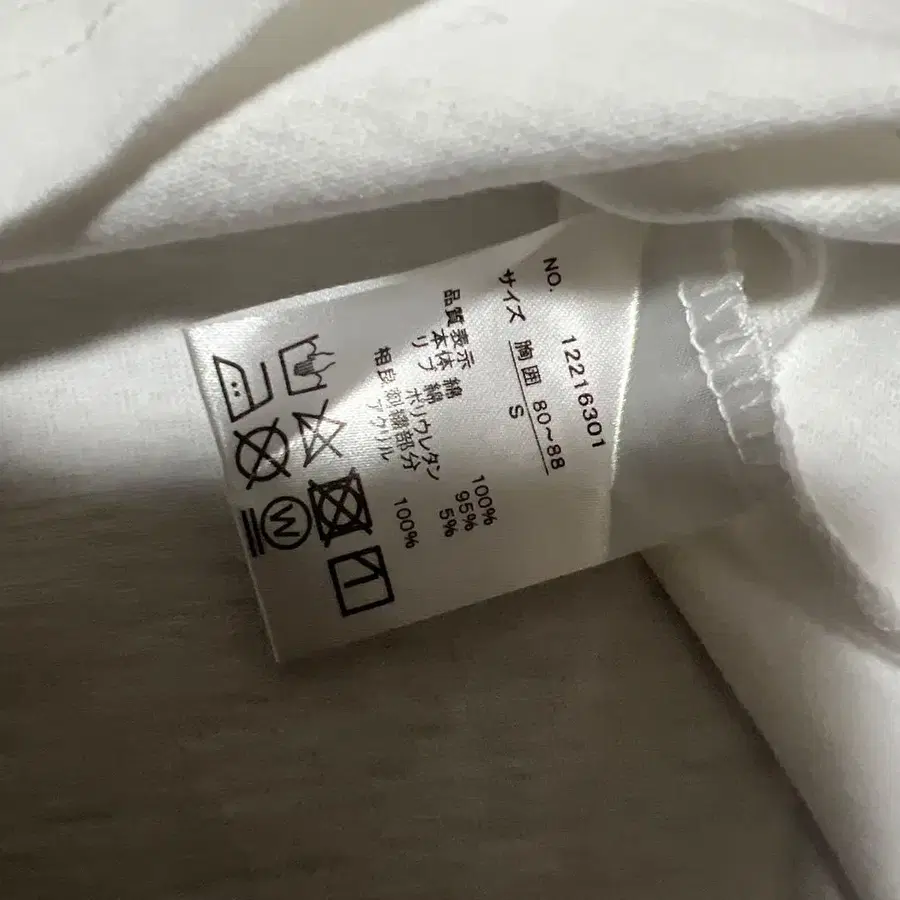 NO. 12216301
サイズ 胸囲 80~88
S
品質表示
本体 綿 100%
リブ 綿 95%
ポリウレタン 5%
相良刺繍部分
アクリル 100%
W